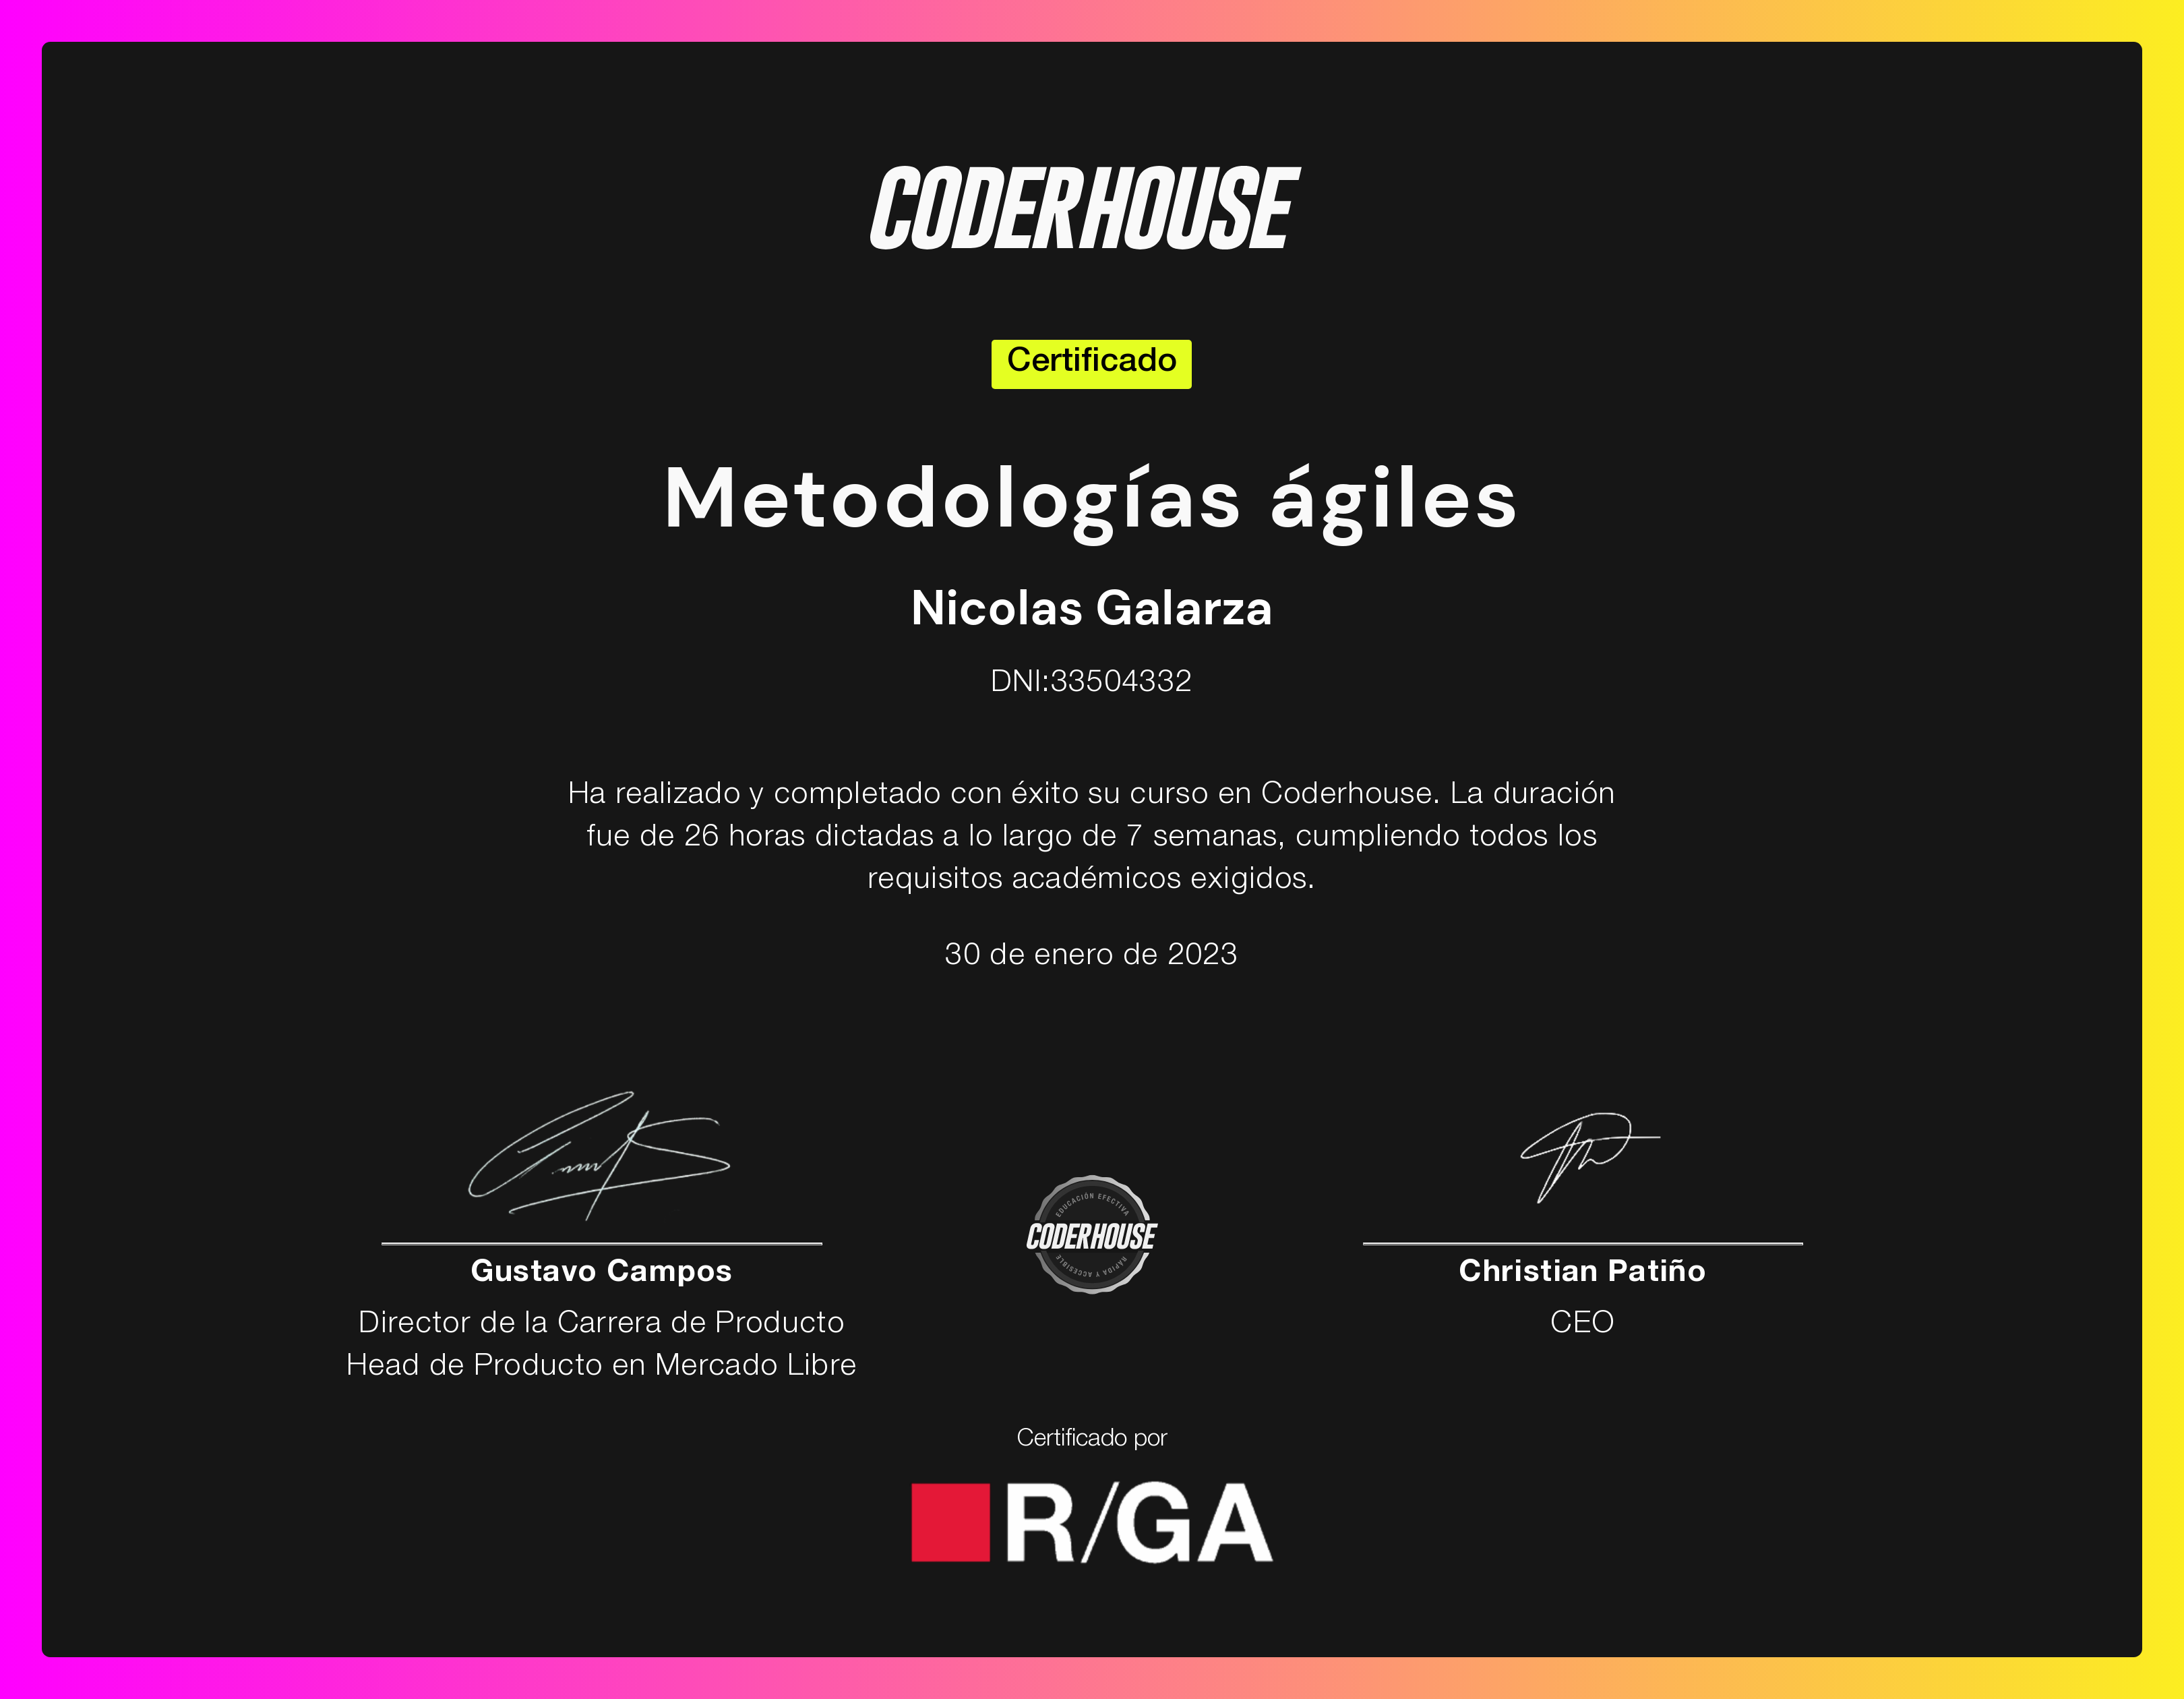 CODERHOUSE
Certificado
Metodologías ágiles
Nicolas Galarza
DNI:33504332
Ha realizado y completado con éxito su curso en Coderhouse. La duración
fue de 26 horas dictadas a lo largo de 7 semanas, cumpliendo todos los
requisitos académicos exigidos.
30 de enero de 2023
EDUCACIÓN EFECTIVA
CODERHOUSE
RÁPIDA Y ACCESIBLE
Gustavo Campos
Director de la Carrera de Producto
Head de Producto en Mercado Libre
Christian Patiño
CEO
Certificado por
R/GA